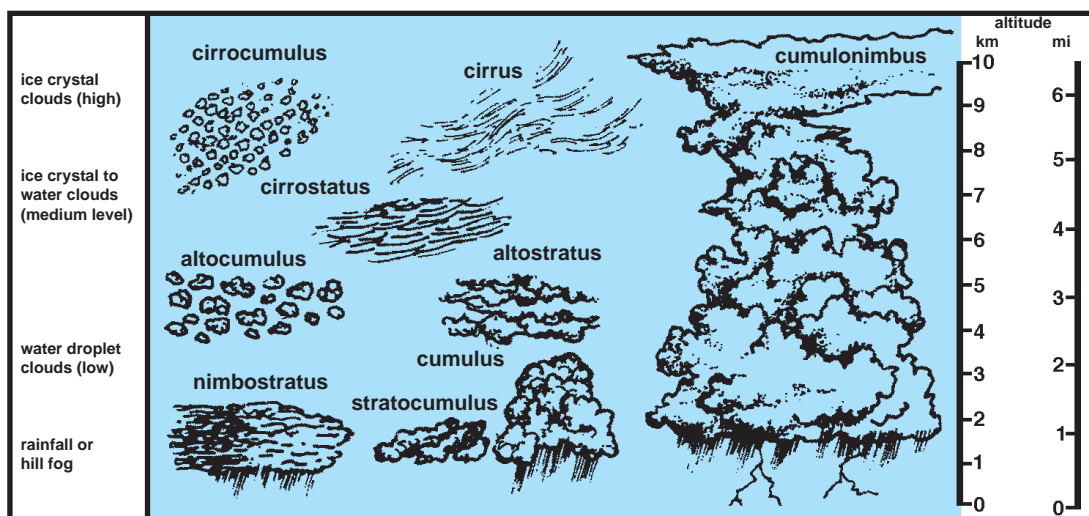 ice crystal
clouds (high)
ice crystal to
water clouds
(medium level)
water droplet
clouds (low)
rainfall or
hill fog
cirrocumulus
cirrus
cumulonimbus
cirrostatus
altocumulus
altostratus
cumulus
nimbostratus
stratocumulus
altitude
km
mi
10
9
8
7
6
5
4
3
2
1
0
6
5
4
3
2
1
0